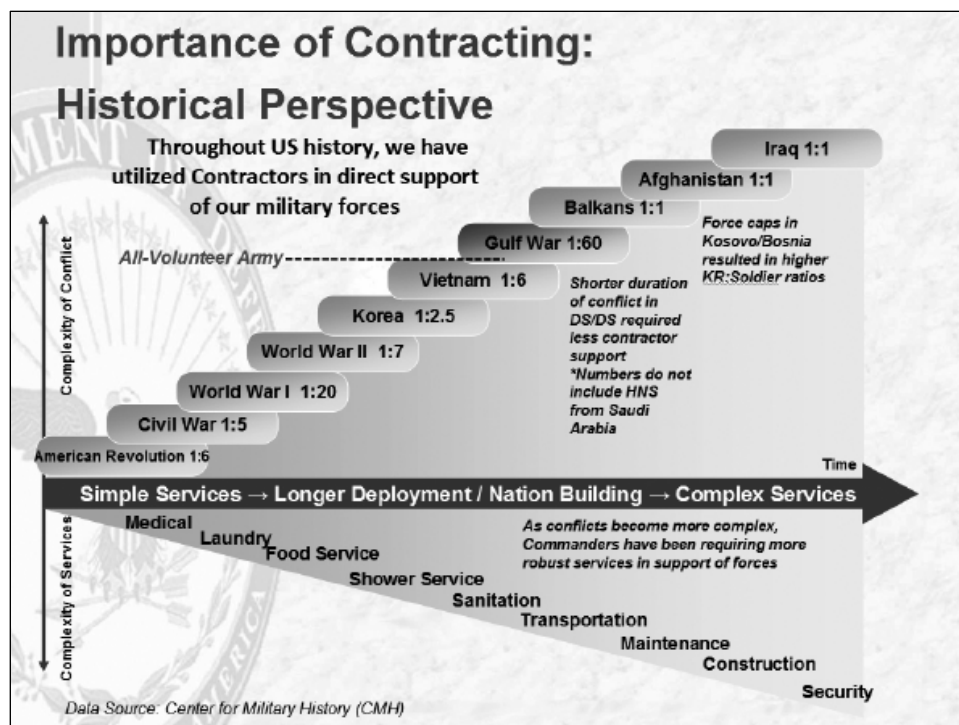 Importance of Contracting:
Historical Perspective
Throughout US history, we have
utilized Contractors in direct support
of our military forces
Iraq 1:1
Afghanistan 1:1
Balkans 1:1
Gulf War 1:60
All-Volunteer Army
Vietnam 1:6
Korea 1:2.5
World War II 1:7
World War I 1:20
Civil War 1:5
American Revolution 1:6
Force caps in
Kosovo/Bosnia
resulted in higher
KR:Soldier ratios
Shorter duration
of conflict in
DS/DS required
less contractor
support
*Numbers do not
include HNS
from Saudi
Arabia
Complexity of Conflict
Time
Simple Services → Longer Deployment / Nation Building → Complex Services
Complexity of Services
Medical
Laundry
Food Service
Shower Service
Sanitation
Transportation
Maintenance
Construction
Security
As conflicts become more complex,
Commanders have been requiring more
robust services in support of forces
Data Source: Center for Military History (CMH)